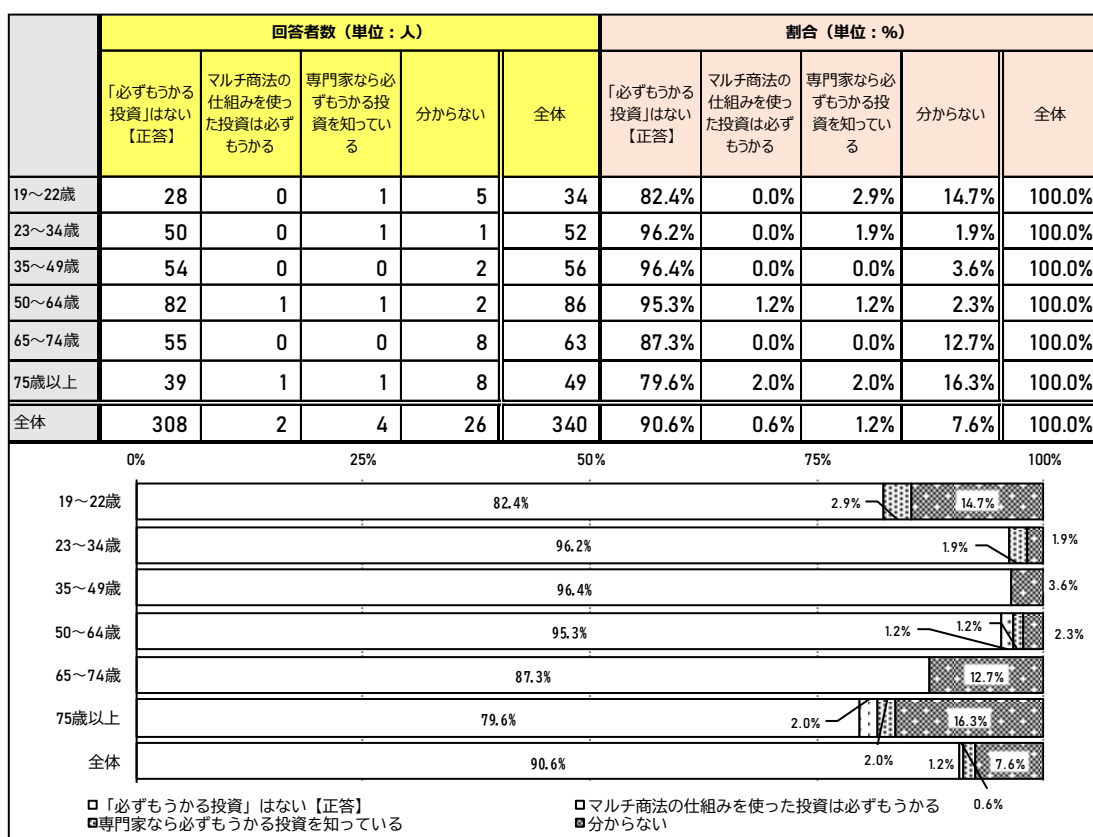 回答者数（単位：人） 割合（単位：％）
「必ずもうかる投資」はない【正答】 マルチ商法の仕組みを使った投資は必ずもうかる 専門家なら必ずもうかる投資を知っている 分からない 全体 「必ずもうかる投資」はない【正答】 マルチ商法の仕組みを使った投資は必ずもうかる 専門家なら必ずもうかる投資を知っている 分からない 全体
19～22歳 28 0 1 5 34 82.4% 0.0% 2.9% 14.7% 100.0%
23～34歳 50 0 1 1 52 96.2% 0.0% 1.9% 1.9% 100.0%
35～49歳 54 0 0 2 56 96.4% 0.0% 0.0% 3.6% 100.0%
50～64歳 82 1 1 2 86 95.3% 1.2% 1.2% 2.3% 100.0%
65～74歳 55 0 0 8 63 87.3% 0.0% 0.0% 12.7% 100.0%
75歳以上 39 1 1 8 49 79.6% 2.0% 2.0% 16.3% 100.0%
全体 308 2 4 26 340 90.6% 0.6% 1.2% 7.6% 100.0%
0% 25% 50% 75% 100%
19～22歳 82.4% 2.9% 14.7%
23～34歳 96.2% 1.9% 1.9%
35～49歳 96.4% 3.6%
50～64歳 95.3% 1.2% 1.2% 2.3%
65～74歳 87.3% 12.7%
75歳以上 79.6% 2.0% 2.0% 16.3%
全体 90.6% 1.2% 0.6% 7.6%
「必ずもうかる投資」はない【正答】 マルチ商法の仕組みを使った投資は必ずもうかる
専門家なら必ずもうかる投資を知っている 分からない